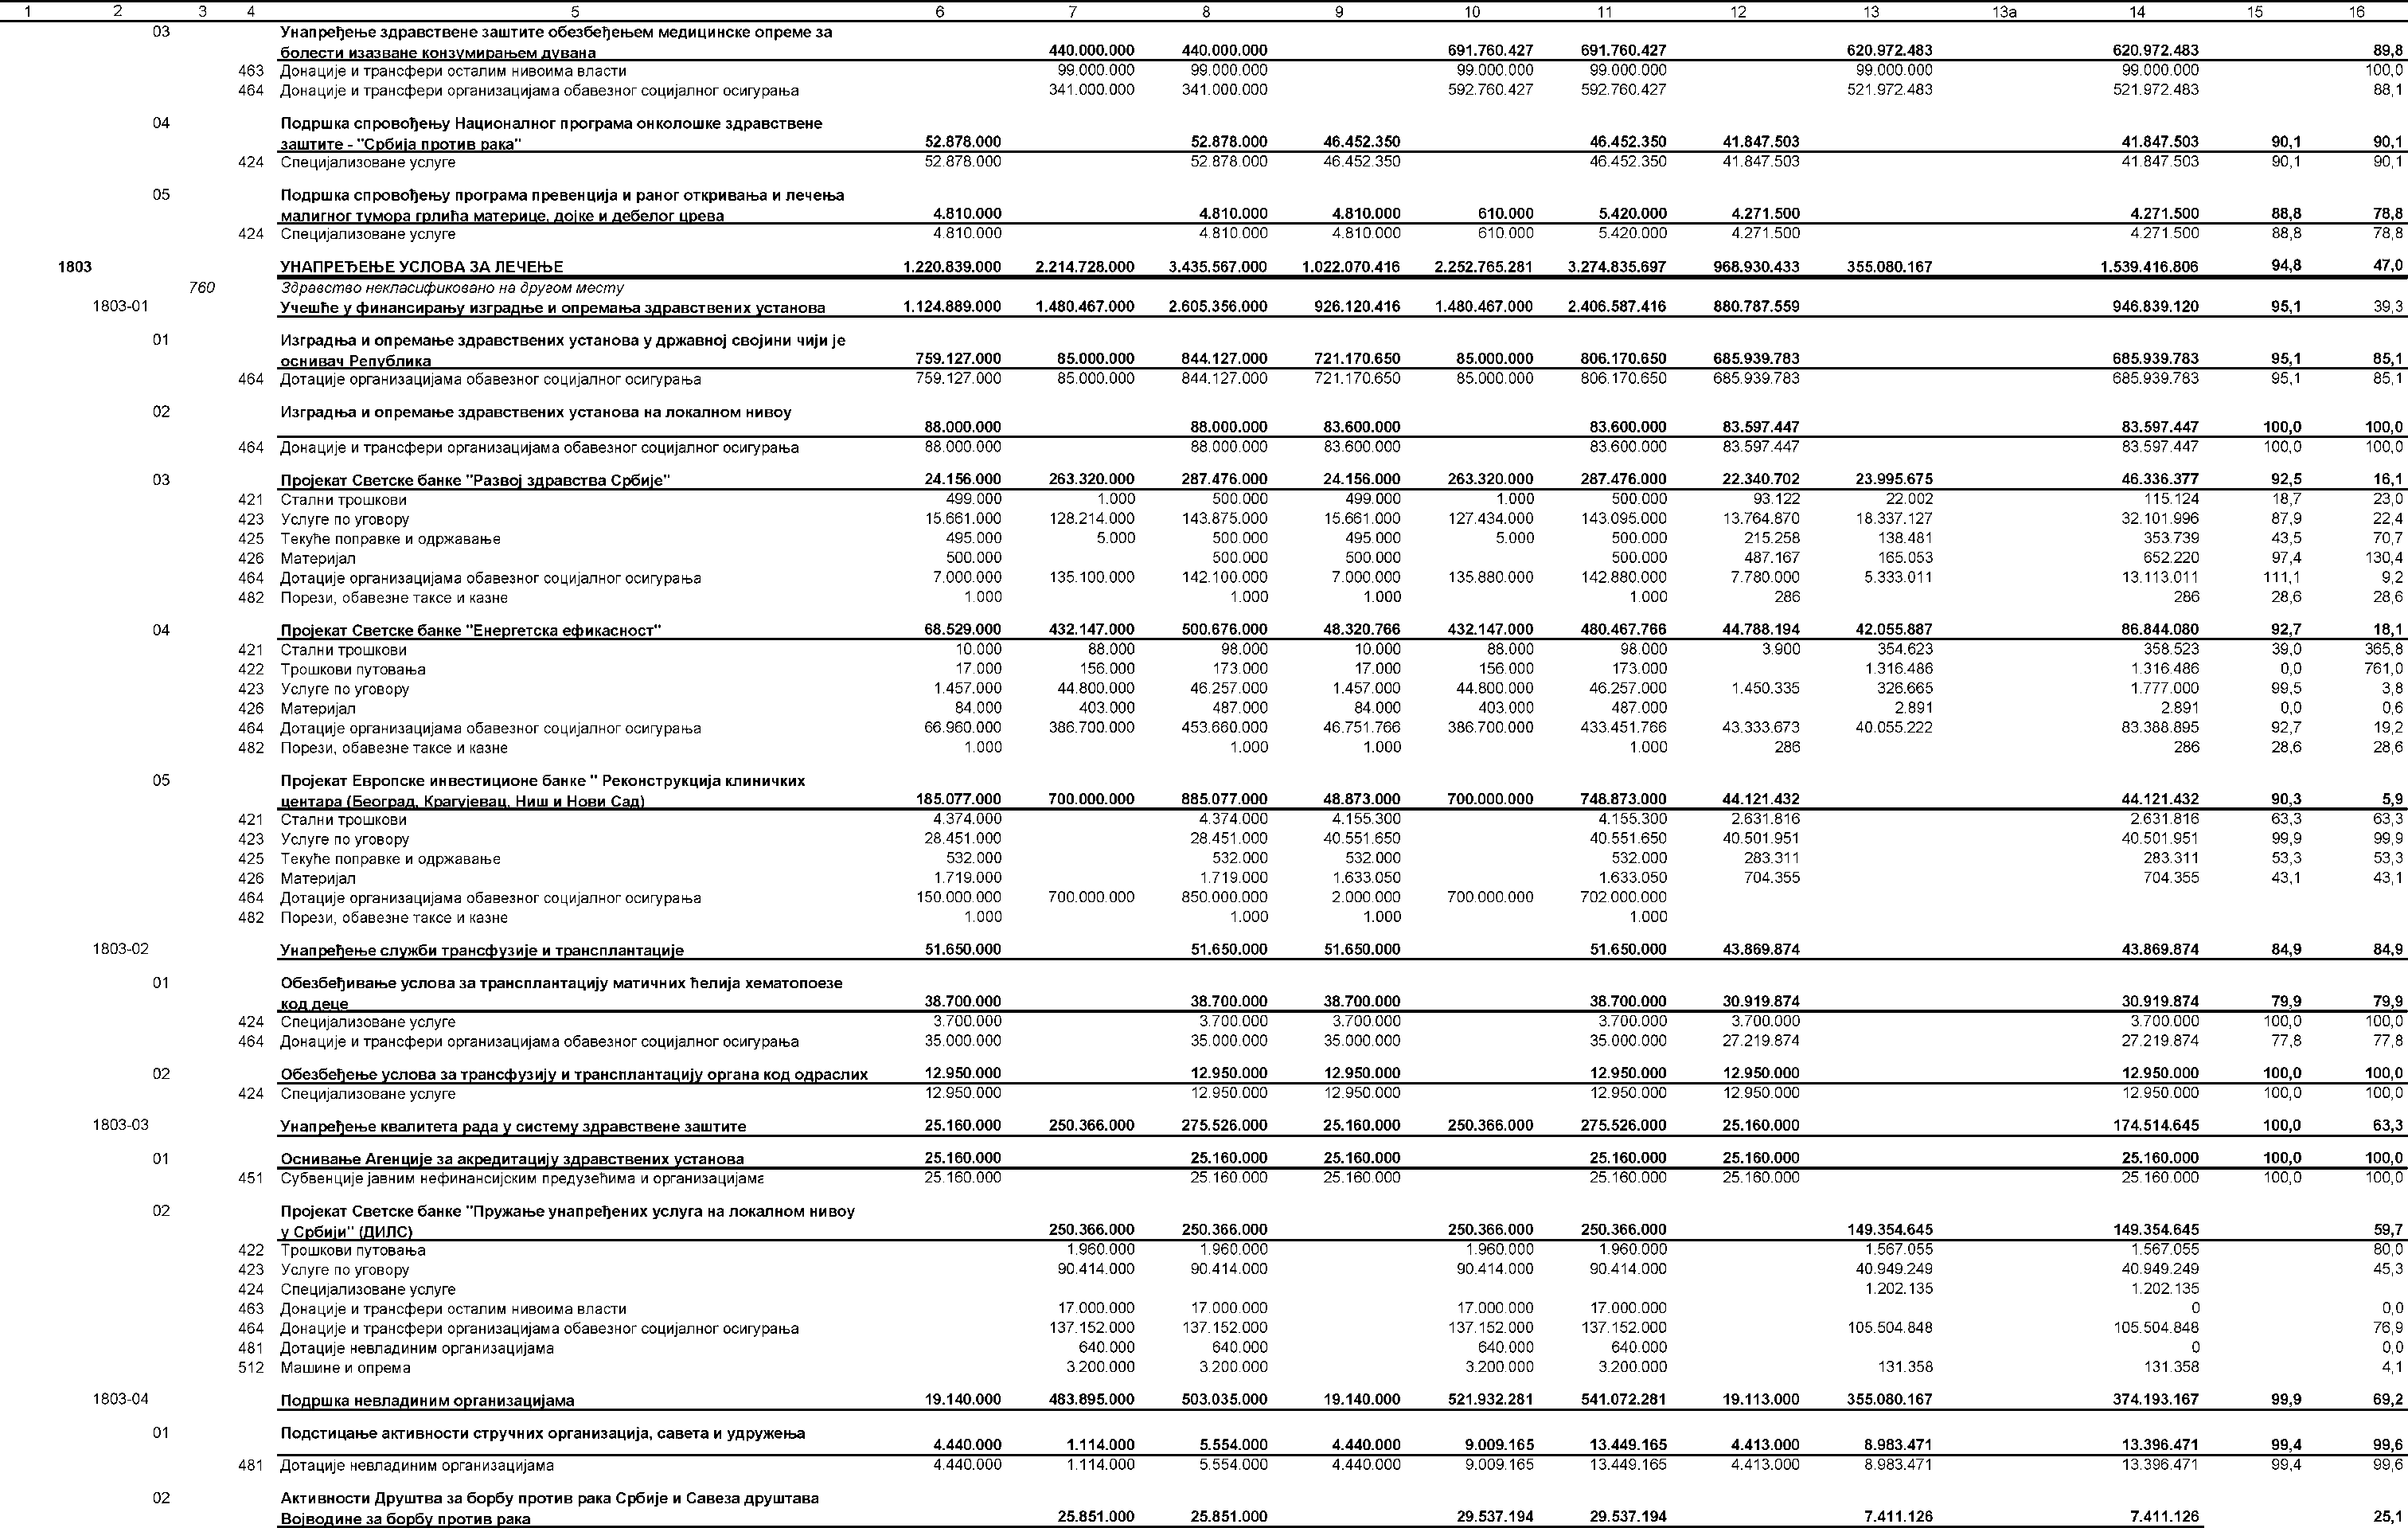 1 2 3 4 5 6 7 8 9 10 11 12 13 13a 14 15 16
03 Унапређење здравствене заштите обезбеђењем медицинске опреме за
болести изазване конзумирањем дувана 440.000.000 440.000.000 691.760.427 691.760.427 620.972.483 620.972.483 89,8
463 Донације и трансфери осталим нивоима власти 99.000.000 99.000.000 99.000.000 99.000.000 99.000.000 99.000.000 100,0
464 Донације и трансфери организацијама обавезног социјалног осигурања 341.000.000 341.000.000 592.760.427 592.760.427 521.972.483 521.972.483 88,1
04 Подршка спровођењу Националног програма онколошке здравствене
заштите - "Србија против рака" 52.878.000 52.878.000 46.452.350 46.452.350 41.847.503 41.847.503 90,1 90,1
424 Специјализоване услуге 52.878.000 52.878.000 46.452.350 46.452.350 41.847.503 41.847.503 90,1 90,1
05 Подршка спровођењу програма превенција и раног откривања и лечења
малигног тумора грлића материце, дојке и дебелог црева 4.810.000 4.810.000 4.810.000 610.000 5.420.000 4.271.500 4.271.500 88,8 78,8
424 Специјализоване услуге 4.810.000 4.810.000 4.810.000 610.000 5.420.000 4.271.500 4.271.500 88,8 78,8
1803 УНАПРЕЂЕЊЕ УСЛОВА ЗА ЛЕЧЕЊЕ 1.220.839.000 2.214.728.000 3.435.567.000 1.022.070.416 2.252.765.281 3.274.835.697 968.930.433 355.080.167 1.539.416.806 94,8 47,0
760 Здравство некласификовано на другом месту
1803-01 Учешће у финансирању изградње и опремања здравствених установа 1.124.889.000 1.480.467.000 2.605.356.000 926.120.416 1.480.467.000 2.406.587.416 880.787.559 946.839.120 95,1 39,3
01 Изградња и опремање здравствених установа у државној својини чији је
оснивач Република 759.127.000 85.000.000 844.127.000 721.170.650 85.000.000 806.170.650 685.939.783 685.939.783 95,1 85,1
464 Дотације организацијама обавезног социјалног осигурања 759.127.000 85.000.000 844.127.000 721.170.650 85.000.000 806.170.650 685.939.783 685.939.783 95,1 85,1
02 Изградња и опремање здравствених установа на локалном нивоу
88.000.000 88.000.000 83.600.000 83.600.000 83.597.447 83.597.447 100,0 100,0
464 Донације и трансфери организацијама обавезног социјалног осигурања 88.000.000 88.000.000 83.600.000 83.600.000 83.597.447 83.597.447 100,0 100,0
03 Пројекат Светске банке "Развој здравства Србије" 24.156.000 263.320.000 287.476.000 24.156.000 263.320.000 287.476.000 22.340.702 23.995.675 46.336.377 92,5 16,1
421 Стални трошкови 499.000 1.000 500.000 499.000 1.000 500.000 93.122 22.002 115.124 18,7 23,0
423 Услуге по уговору 15.661.000 128.214.000 143.875.000 15.661.000 127.434.000 143.095.000 13.764.870 18.337.127 32.101.996 87,9 22,4
425 Текуће поправке и одржавање 495.000 5.000 500.000 495.000 5.000 500.000 215.258 138.481 353.739 43,5 70,7
426 Материјал 500.000 500.000 500.000 500.000 487.167 165.053 652.220 97,4 130,4
464 Дотације организацијама обавезног социјалног осигурања 7.000.000 135.100.000 142.100.000 7.000.000 135.880.000 142.880.000 7.780.000 5.333.011 13.113.011 111,1 9,2
482 Порези, обавезне таксе и казне 1.000 1.000 1.000 1.000 286 286 28,6 28,6
04 Пројекат Светске банке "Енергетска ефикасност" 68.529.000 432.147.000 500.676.000 48.320.766 432.147.000 480.467.766 44.788.194 42.055.887 86.844.080 92,7 18,1
421 Стални трошкови 10.000 88.000 98.000 10.000 88.000 98.000 3.900 354.623 358.523 39,0 365,8
422 Трошкови путовања 17.000 156.000 173.000 17.000 156.000 173.000 1.316.486 1.316.486 0,0 761,0
423 Услуге по уговору 1.457.000 44.800.000 46.257.000 1.457.000 44.800.000 46.257.000 1.450.335 326.665 1.777.000 99,5 3,8
426 Материјал 84.000 403.000 487.000 84.000 403.000 487.000 2.891 2.891 0,0 0,6
464 Дотације организацијама обавезног социјалног осигурања 66.960.000 386.700.000 453.660.000 46.751.766 386.700.000 433.451.766 43.333.673 40.055.222 83.388.895 92,7 19,2
482 Порези, обавезне таксе и казне 1.000 1.000 1.000 1.000 286 286 28,6 28,6
05 Пројекат Европске инвестиционе банке " Реконструкција клиничких
центара (Београд, Крагујевац, Ниш и Нови Сад) 185.077.000 700.000.000 885.077.000 48.873.000 700.000.000 748.873.000 44.121.432 44.121.432 90,3 5,9
421 Стални трошкови 4.374.000 4.374.000 4.155.300 4.155.300 2.631.816 2.631.816 63,3 63,3
423 Услуге по уговору 28.451.000 28.451.000 40.551.650 40.551.650 40.501.951 40.501.951 99,9 99,9
425 Текуће поправке и одржавање 532.000 532.000 532.000 532.000 283.311 283.311 53,3 53,3
426 Материјал 1.719.000 1.719.000 1.633.050 1.633.050 704.355 704.355 43,1 43,1
464 Дотације организацијама обавезног социјалног осигурања 150.000.000 700.000.000 850.000.000 2.000.000 700.000.000 702.000.000
482 Порези, обавезне таксе и казне 1.000 1.000 1.000 1.000
1803-02 Унапређење служби трансфузије и трансплантације 51.650.000 51.650.000 51.650.000 51.650.000 43.869.874 43.869.874 84,9 84,9
01 Обезбеђивање услова за трансплантацију матичних ћелија хематопоезе
код деце 38.700.000 38.700.000 38.700.000 38.700.000 30.919.874 30.919.874 79,9 79,9
424 Специјализоване услуге 3.700.000 3.700.000 3.700.000 3.700.000 3.700.000 3.700.000 100,0 100,0
464 Донације и трансфери организацијама обавезног социјалног осигурања 35.000.000 35.000.000 35.000.000 35.000.000 27.219.874 27.219.874 77,8 77,8
02 Обезбеђење услова за трансфузију и трансплантацију органа код одраслих 12.950.000 12.950.000 12.950.000 12.950.000 12.950.000 12.950.000 100,0 100,0
424 Специјализоване услуге 12.950.000 12.950.000 12.950.000 12.950.000 12.950.000 12.950.000 100,0 100,0
1803-03 Унапређење квалитета рада у систему здравствене заштите 25.160.000 250.366.000 275.526.000 25.160.000 250.366.000 275.526.000 25.160.000 174.514.645 100,0 63,3
01 Оснивање Агенције за акредитацију здравствених установа 25.160.000 25.160.000 25.160.000 25.160.000 25.160.000 25.160.000 100,0 100,0
451 Субвенције јавним нефинансијским предузећима и организацијама 25.160.000 25.160.000 25.160.000 25.160.000 25.160.000 25.160.000 100,0 100,0
02 Пројекат Светске банке "Пружање унапређених услуга на локалном нивоу
у Србији" (ДИЛС) 250.366.000 250.366.000 250.366.000 250.366.000 149.354.645 149.354.645 59,7
422 Трошкови путовања 1.960.000 1.960.000 1.960.000 1.960.000 1.567.055 1.567.055 80,0
423 Услуге по уговору 90.414.000 90.414.000 90.414.000 90.414.000 40.949.249 40.949.249 45,3
424 Специјализоване услуге 1.202.135 1.202.135
463 Донације и трансфери осталим нивоима власти 17.000.000 17.000.000 17.000.000 17.000.000 0 0,0
464 Донације и трансфери организацијама обавезног социјалног осигурања 137.152.000 137.152.000 137.152.000 137.152.000 105.504.848 105.504.848 76,9
481 Дотације невладиним организацијама 640.000 640.000 640.000 640.000 0 0,0
512 Машине и опрема 3.200.000 3.200.000 3.200.000 3.200.000 131.358 131.358 4,1
1803-04 Подршка невладиним организацијама 19.140.000 483.895.000 503.035.000 19.140.000 521.932.281 541.072.281 19.113.000 355.080.167 374.193.167 99,9 69,2
01 Подстицање активности стручних организација, савета и удружења
4.440.000 1.114.000 5.554.000 4.440.000 9.009.165 13.449.165 4.413.000 8.983.471 13.396.471 99,4 99,6
481 Дотације невладиним организацијама 4.440.000 1.114.000 5.554.000 4.440.000 9.009.165 13.449.165 4.413.000 8.983.471 13.396.471 99,4 99,6
02 Активности Друштва за борбу против рака Србије и Савеза друштава
Војводине за борбу против рака 25.851.000 25.851.000 29.537.194 29.537.194 7.411.126 7.411.126 25,1